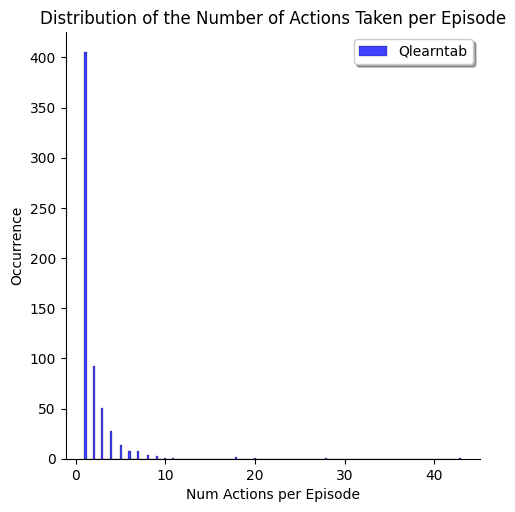 Distribution of the Number of Actions Taken per Episode
Qlearntab
400
350
300
250
200
150
100
50
0
Occurrence
0 10 20 30 40
Num Actions per Episode